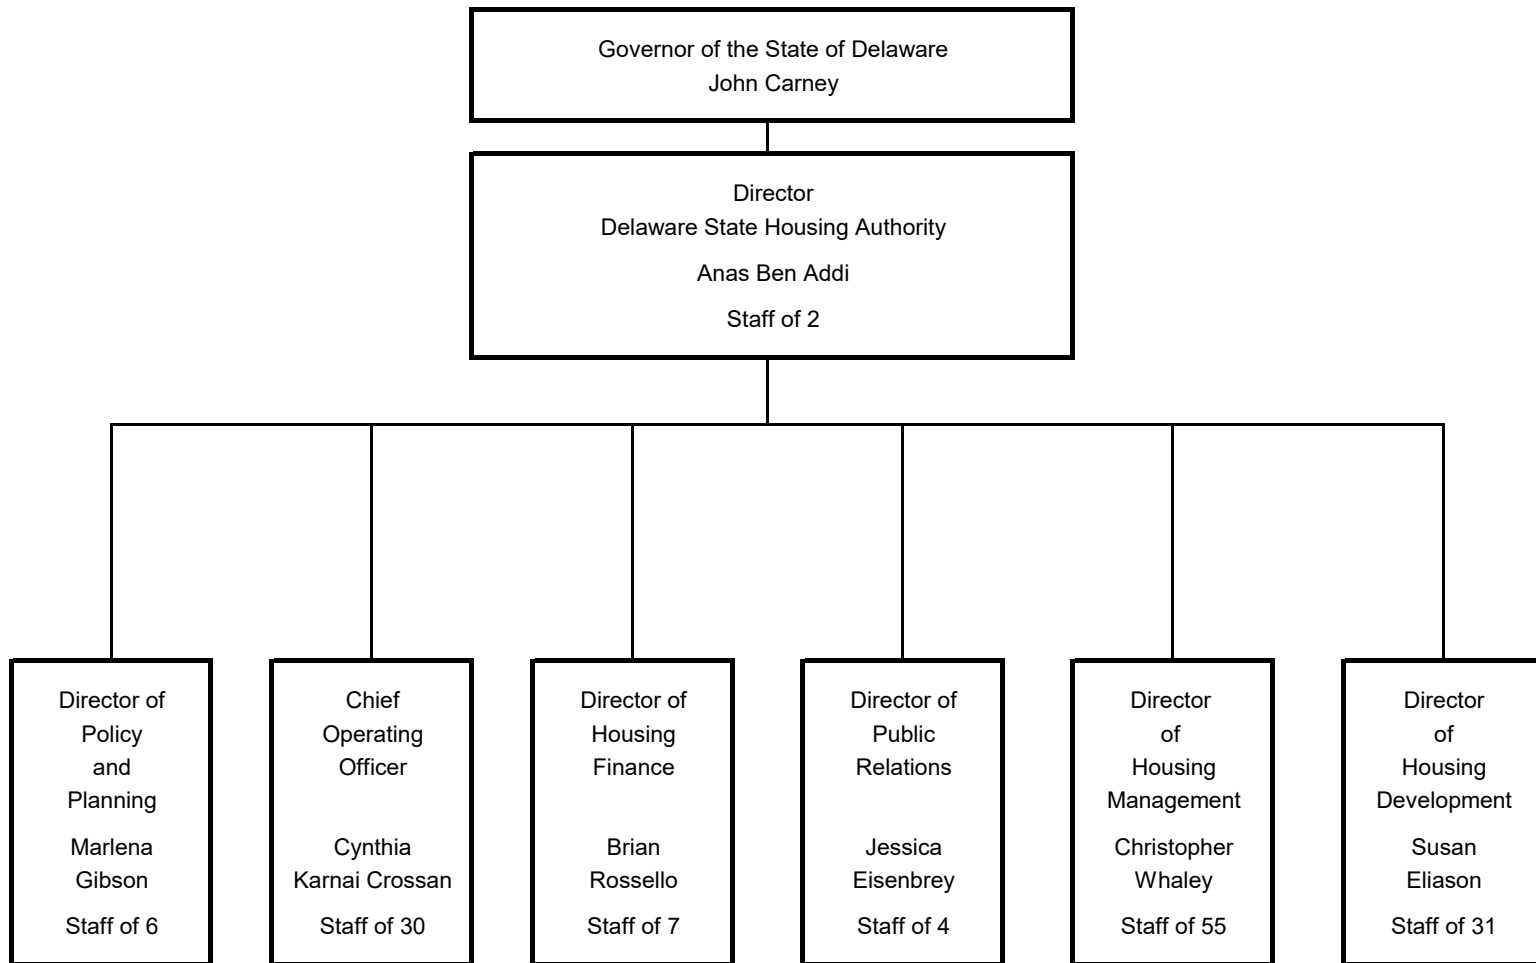 Governor of the State of Delaware
John Carney
Director
Delaware State Housing Authority
Anas Ben Addi
Staff of 2
Director of
Policy
and
Planning
Marlena
Gibson
Staff of 6
Chief
Operating
Officer
Cynthia
Karnai Crossan
Staff of 30
Director of
Housing
Finance
Brian
Rossello
Staff of 7
Director of
Public
Relations
Jessica
Eisenbrey
Staff of 4
Director
of
Housing
Management
Christopher
Whaley
Staff of 55
Director
of
Housing
Development
Susan
Eliason
Staff of 31